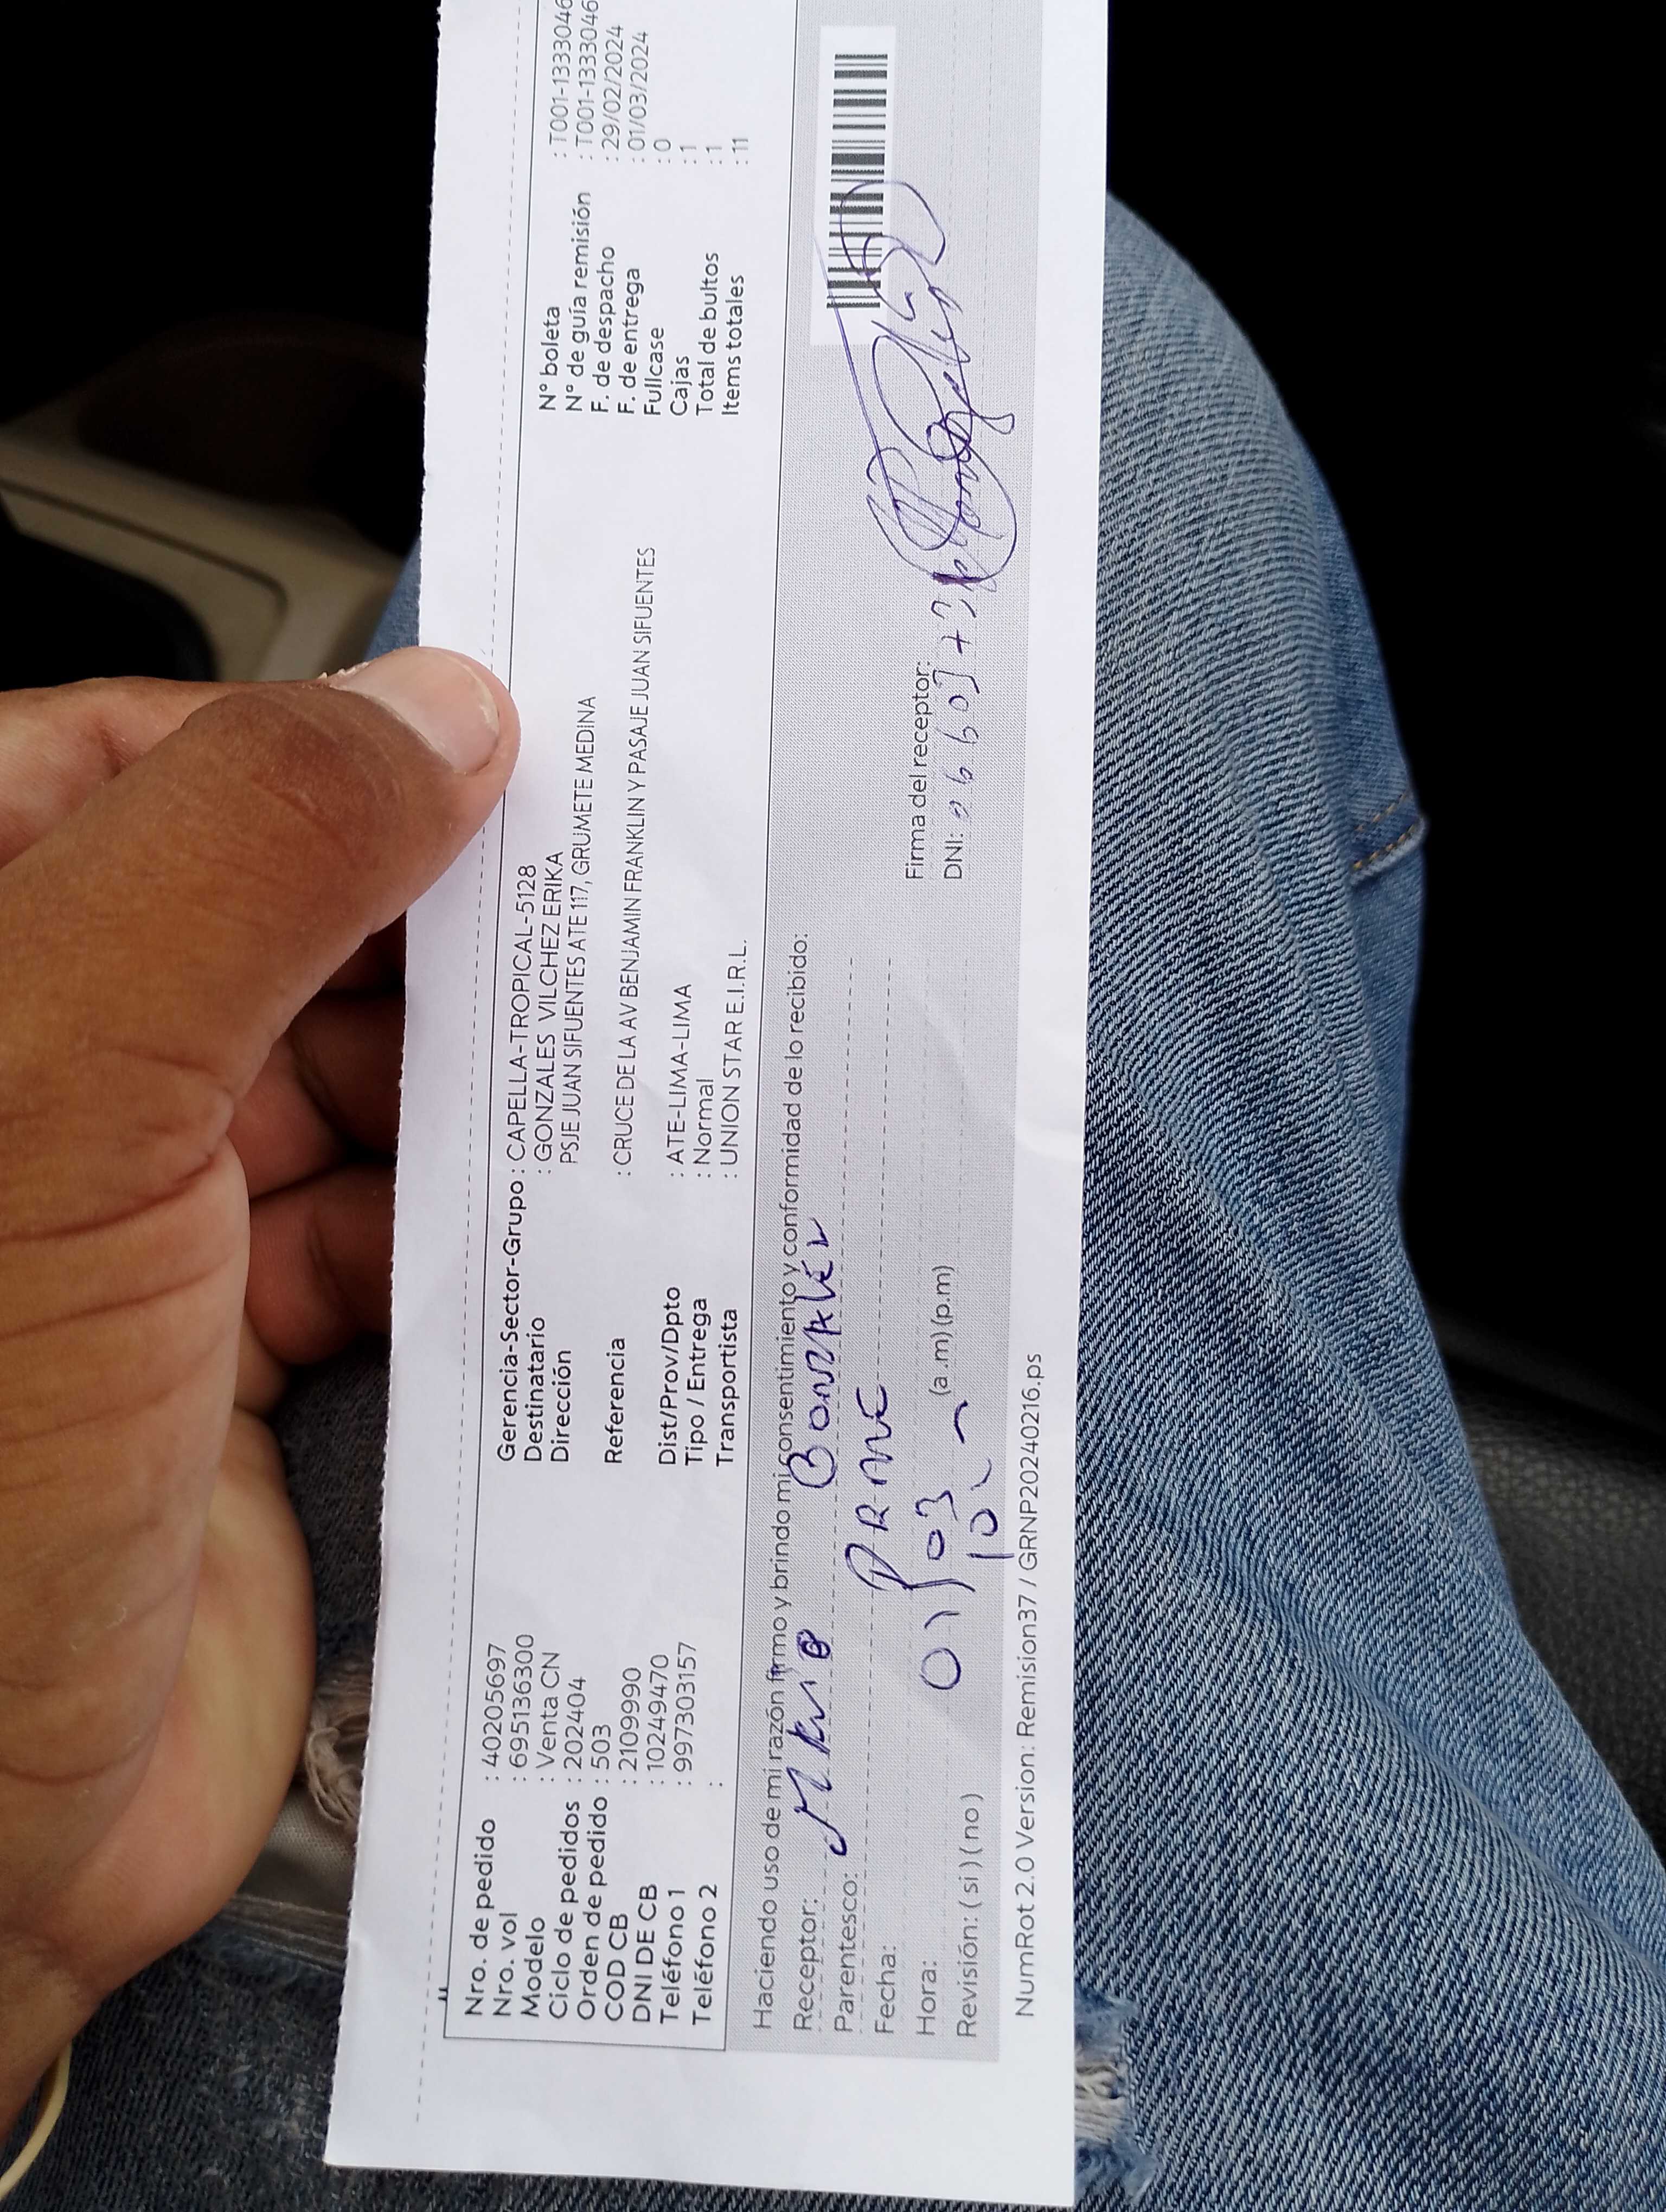 Nro. de pedido : 40205697
Nro. vol : 695136300
Modelo : Venta CN
Ciclo de pedidos : 202404
Orden de pedido : 503
COD CB : 2109990
DNI DE CB : 10249470
Teléfono 1 : 997303157
Teléfono 2 :
Gerencia-Sector-Grupo : CAPELLA-TROPICAL-5128
Destinatario : GONZALES VILCHEZ ERIKA
Dirección PSJE JUAN SIFUENTES ATE 117, GRUMETE MEDINA
Referencia : CRUCE DE LA AV BENJAMIN FRANKLIN Y PASAJE JUAN SIFUENTES
Dist/Prov/Dpto : ATE-LIMA-LIMA
Tipo / Entrega : Normal
Transportista : UNION STAR E.I.R.L.
N° boleta : T001-1333046
N° de guía remisión : T001-1333046
F. de despacho : 29/02/2024
F. de entrega : 01/03/2024
Fullcase : 0
Cajas : 1
Total de bultos : 1
Items totales : 11
Haciendo uso de mi razón firmo y brindo mi consentimiento y conformidad de lo recibido:
Receptor:
Parentesco:
Fecha: 01/03
Hora: 10 (a.m) (p.m)
Revisión: ( si ) ( no )
Firma del receptor:
DNI:
NumRot 2.0 Version: Remision37 / GRNP20240216.ps